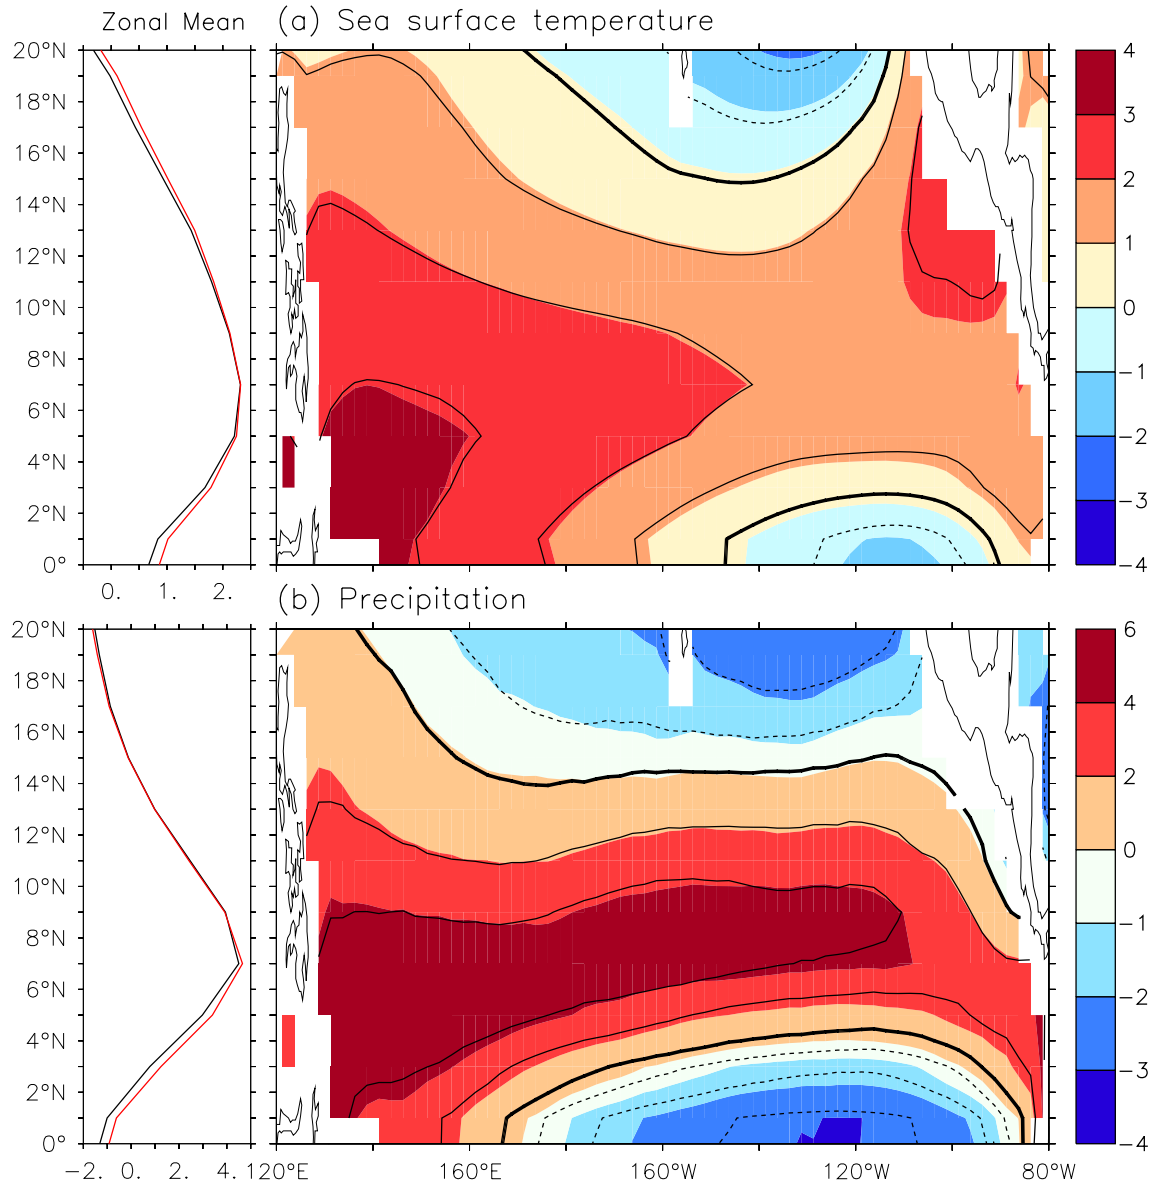 Zonal Mean
(a) Sea surface temperature
20°N
18°N
16°N
14°N
12°N
10°N
8°N
6°N
4°N
2°N
0°
0. 1. 2.
4
3
2
1
0
−1
−2
−3
−4
(b) Precipitation
20°N
18°N
16°N
14°N
12°N
10°N
8°N
6°N
4°N
2°N
0°
−2. 0. 2. 4.
120°E 160°E 160°W 120°W 80°W
6
4
2
0
−1
−2
−3
−4